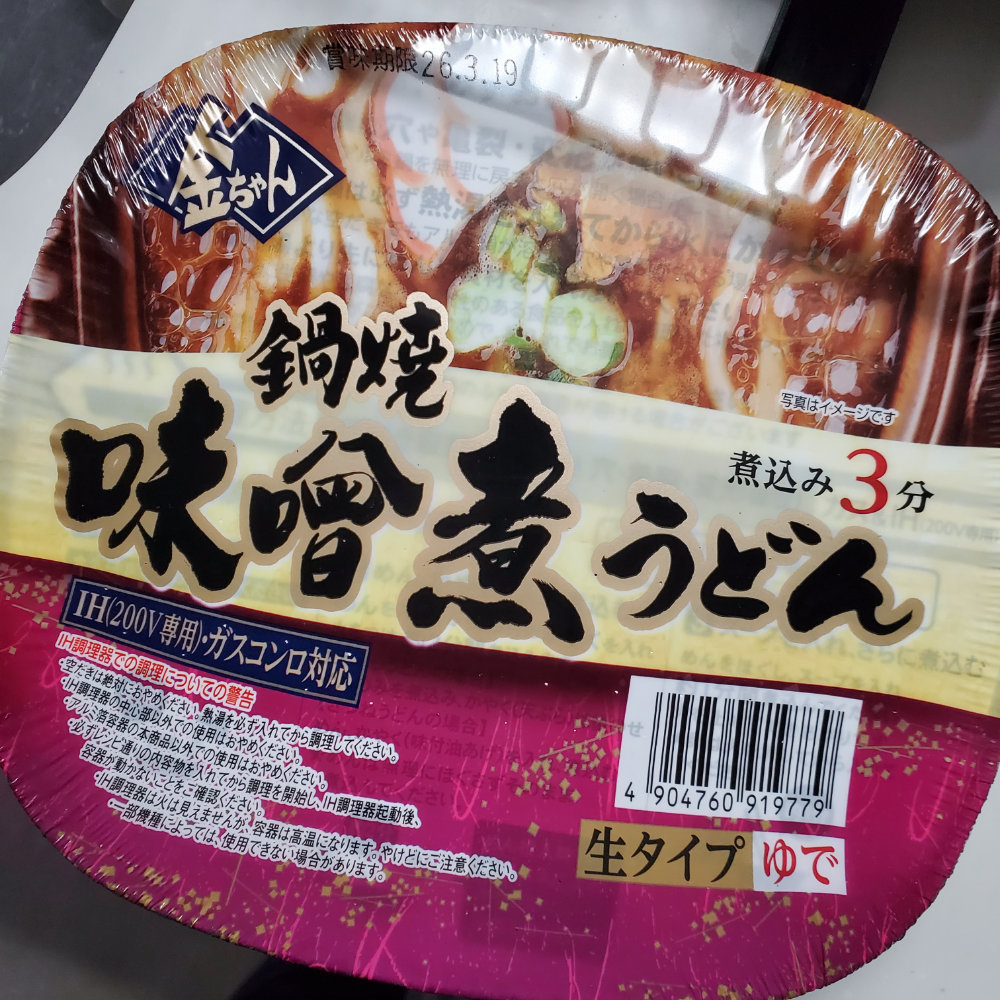 賞味期限 26.3.19
金ちゃん
鍋焼
味噌煮うどん
写真はイメージです
煮込み3分
IH(200V専用)・ガスコンロ対応
IH調理器での調理についての警告
・空だきは絶対におやめください。熱湯を必ず入れてから調理してください。
・IH調理器の中心部以外での使用はおやめください。
・アルミ箔容器の本商品以外での使用はおやめください。
・必ずレシピ通りの内容物を入れてから調理を開始し、IH調理器起動後、
容器が動かないことをご確認ください。
・IH調理器は火は見えませんが、容器は高温になります。やけどにご注意ください。
・一部機種によっては、使用できない場合があります。
4 904760 919779
生タイプ ゆで